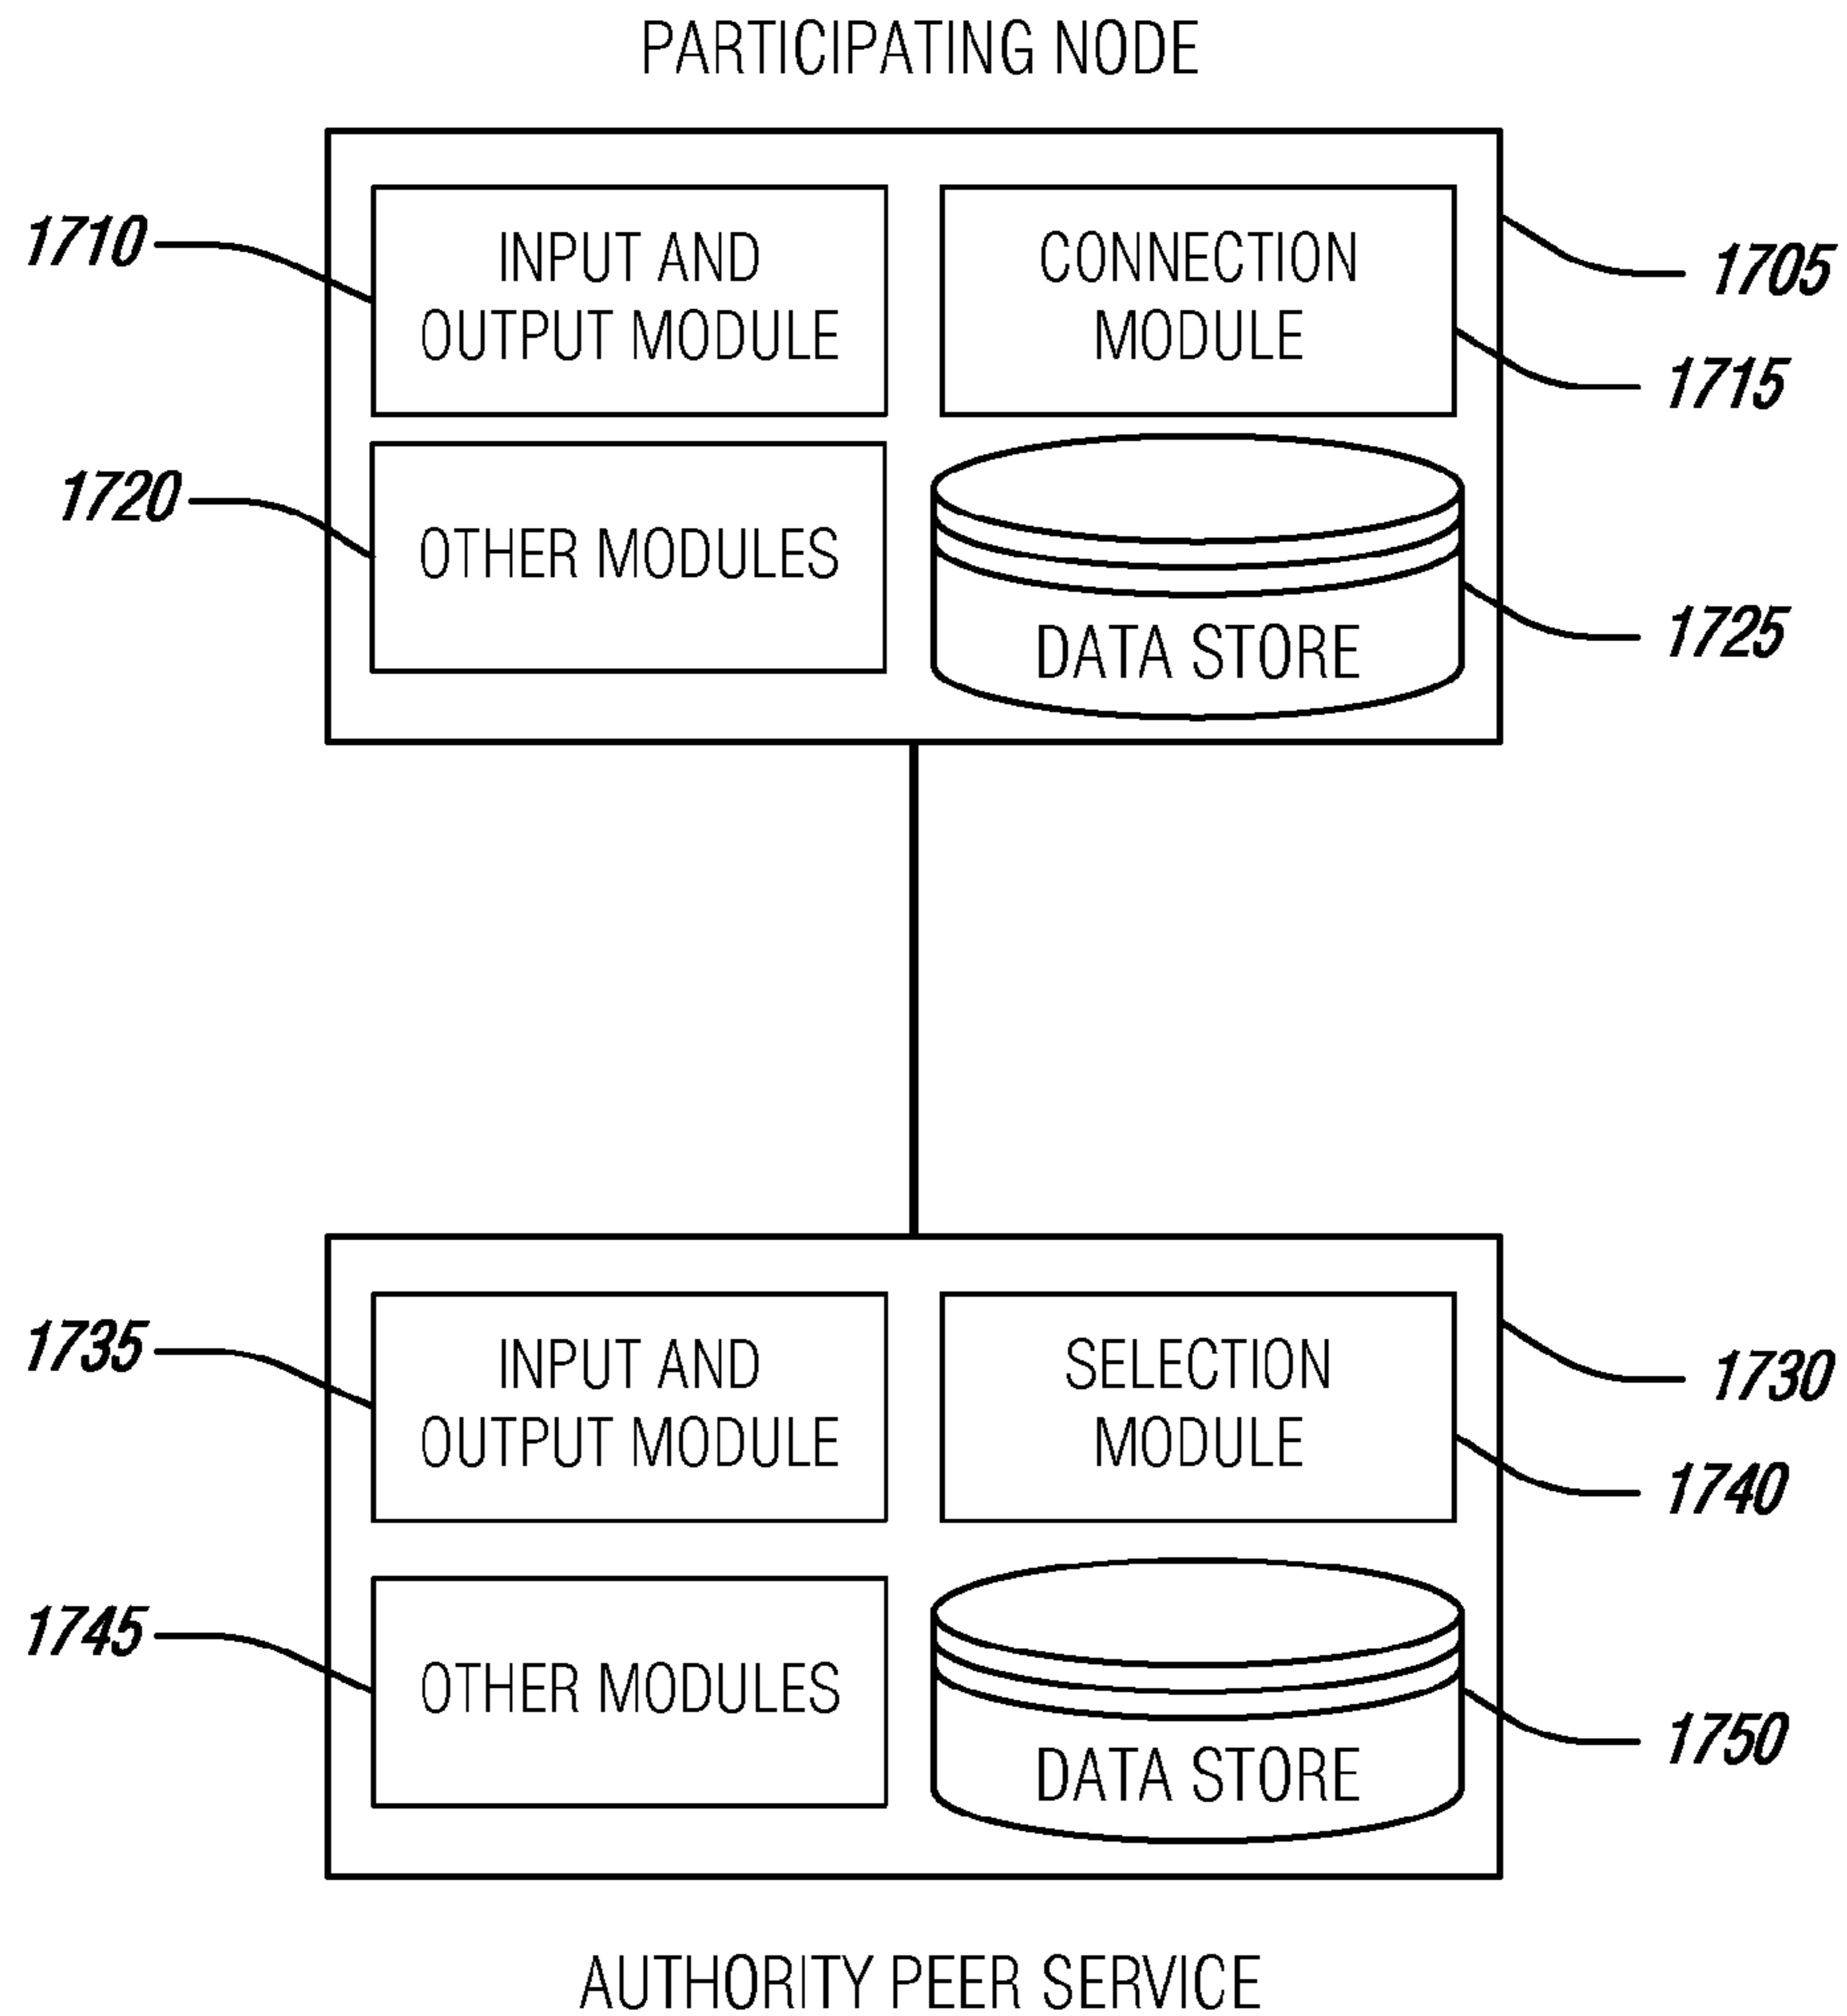 PARTICIPATING NODE
1710
INPUT AND
OUTPUT MODULE
CONNECTION
MODULE
1705
1715
1720
OTHER MODULES
DATA STORE
1725
1735
INPUT AND
OUTPUT MODULE
SELECTION
MODULE
1730
1740
1745
OTHER MODULES
DATA STORE
1750
AUTHORITY PEER SERVICE